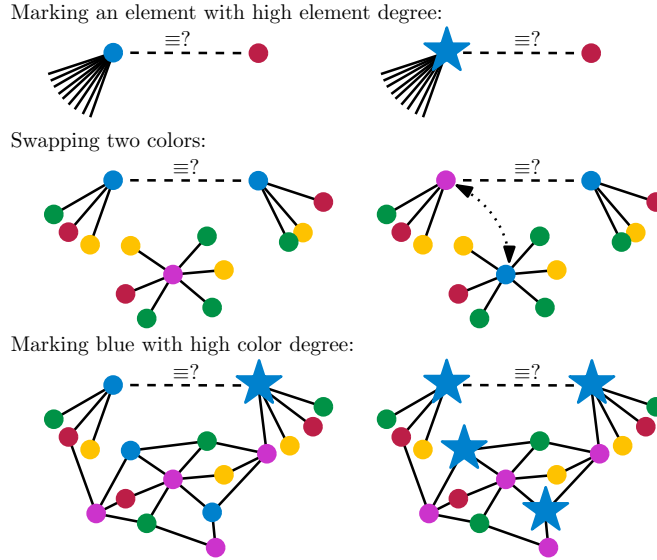 Marking an element with high element degree:
≡? ≡?
Swapping two colors:
≡? ≡?
Marking blue with high color degree:
≡? ≡?